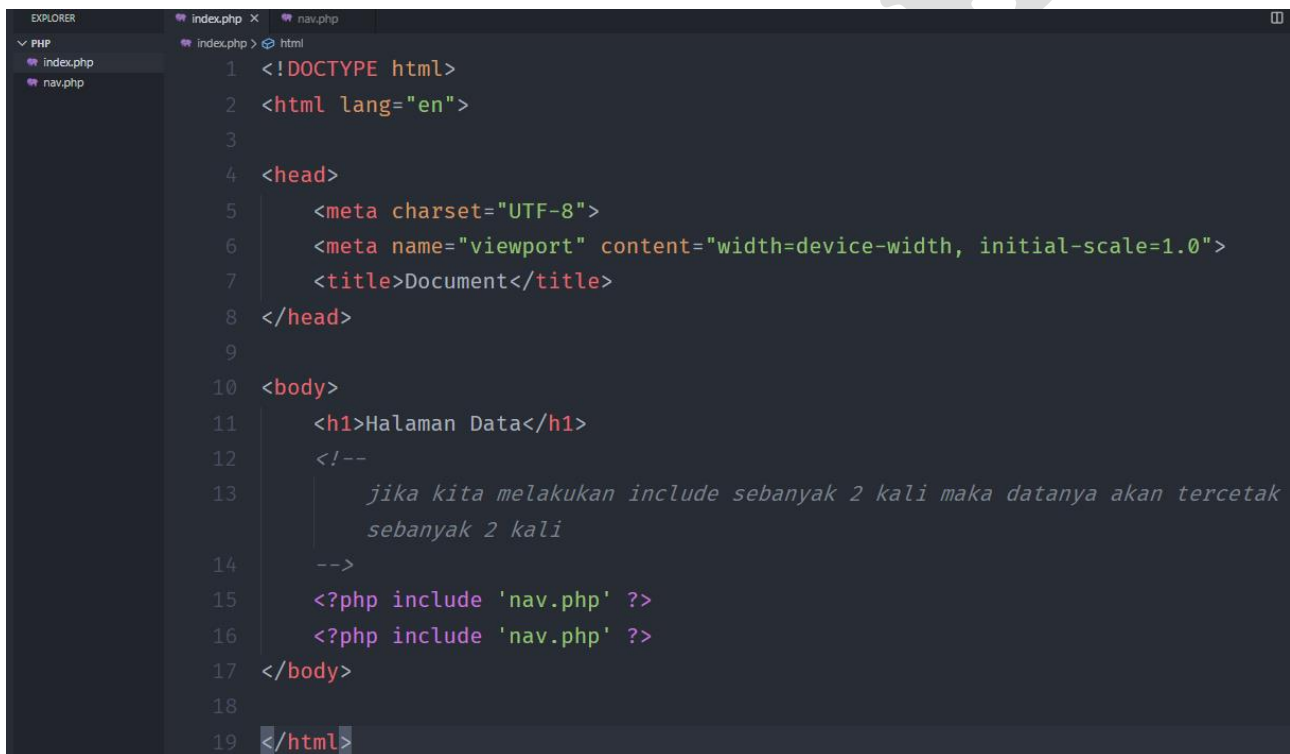 EXPLORER
index.php
nav.php
PHP
index.php > html
index.php
nav.php
1 <!DOCTYPE html>
2 <html lang="en">
3
4 <head>
5 <meta charset="UTF-8">
6 <meta name="viewport" content="width=device-width, initial-scale=1.0">
7 <title>Document</title>
8 </head>
9
10 <body>
11 <h1>Halaman Data</h1>
12 <!--
13 jika kita melakukan include sebanyak 2 kali maka datanya akan tercetak
sebanyak 2 kali
14 -->
15 <?php include 'nav.php' ?>
16 <?php include 'nav.php' ?>
17 </body>
18
19 </html>